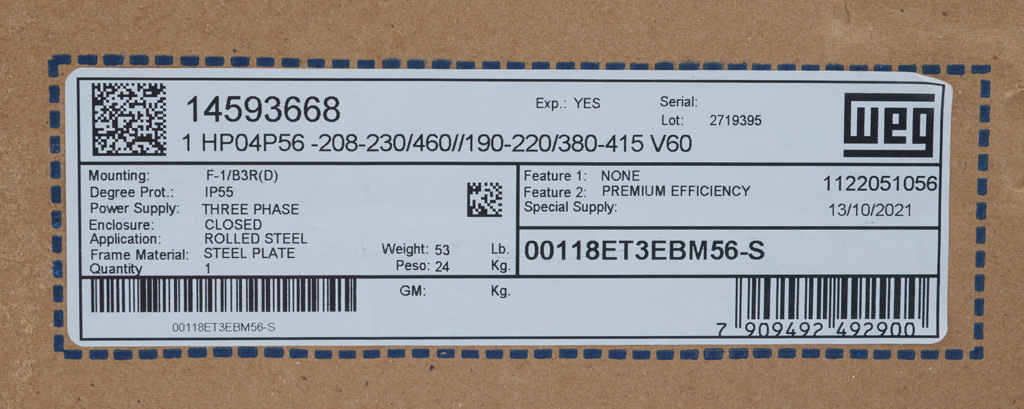 14593668
Exp.: YES
Serial:
Lot: 2719395
weg
1 HP04P56 -208-230/460//190-220/380-415 V60
Mounting: F-1/B3R(D)
Degree Prot.: IP55
Power Supply: THREE PHASE
Enclosure: CLOSED
Application: ROLLED STEEL
Frame Material: STEEL PLATE
Quantity 1
Weight: 53 Lb.
Peso: 24 Kg.
Feature 1: NONE
Feature 2: PREMIUM EFFICIENCY
Special Supply:
1122051056
13/10/2021
00118ET3EBM56-S
GM: Kg.
00118ET3EBM56-S
7 909492 492900